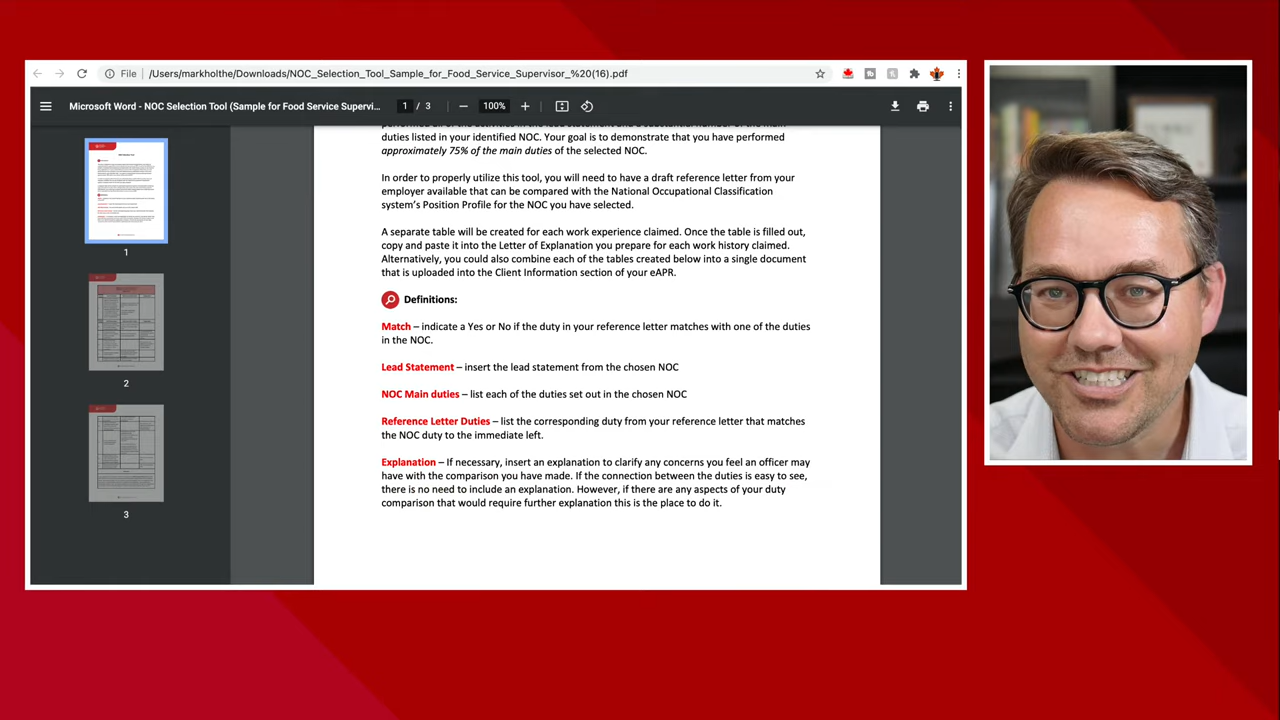 File /Users/markholthe/Downloads/NOC_Selection_Tool_Sample_for_Food_Service_Supervisor_%20(16).pdf
Microsoft Word - NOC Selection Tool (Sample for Food Service Supervi...
1 / 3
100%
duties listed in your identified NOC. Your goal is to demonstrate that you have performed
approximately 75% of the main duties of the selected NOC.
In order to properly utilize this tool, you will need to have a draft reference letter from your
employer available that can be compared with the National Occupational Classification
system's Position Profile for the NOC you have selected.
A separate table will be created for each work experience claimed. Once the table is filled out,
copy and paste it into the Letter of Explanation you prepare for each work history claimed.
Alternatively, you could also combine each of the tables created below into a single document
that is uploaded into the Client Information section of your eAPR.
Definitions:
Match – indicate a Yes or No if the duty in your reference letter matches with one of the duties
in the NOC.
Lead Statement – insert the lead statement from the chosen NOC
NOC Main duties – list each of the duties set out in the chosen NOC
Reference Letter Duties – list the corresponding duty from your reference letter that matches
the NOC duty to the immediate left.
Explanation – If necessary, insert an explanation to clarify any concerns you feel an officer may
have with the comparison you have made. If the connection between the duties is easy to see,
there is no need to include an explanation. However, if there are any aspects of your duty
comparison that would require further explanation this is the place to do it.
1
2
3